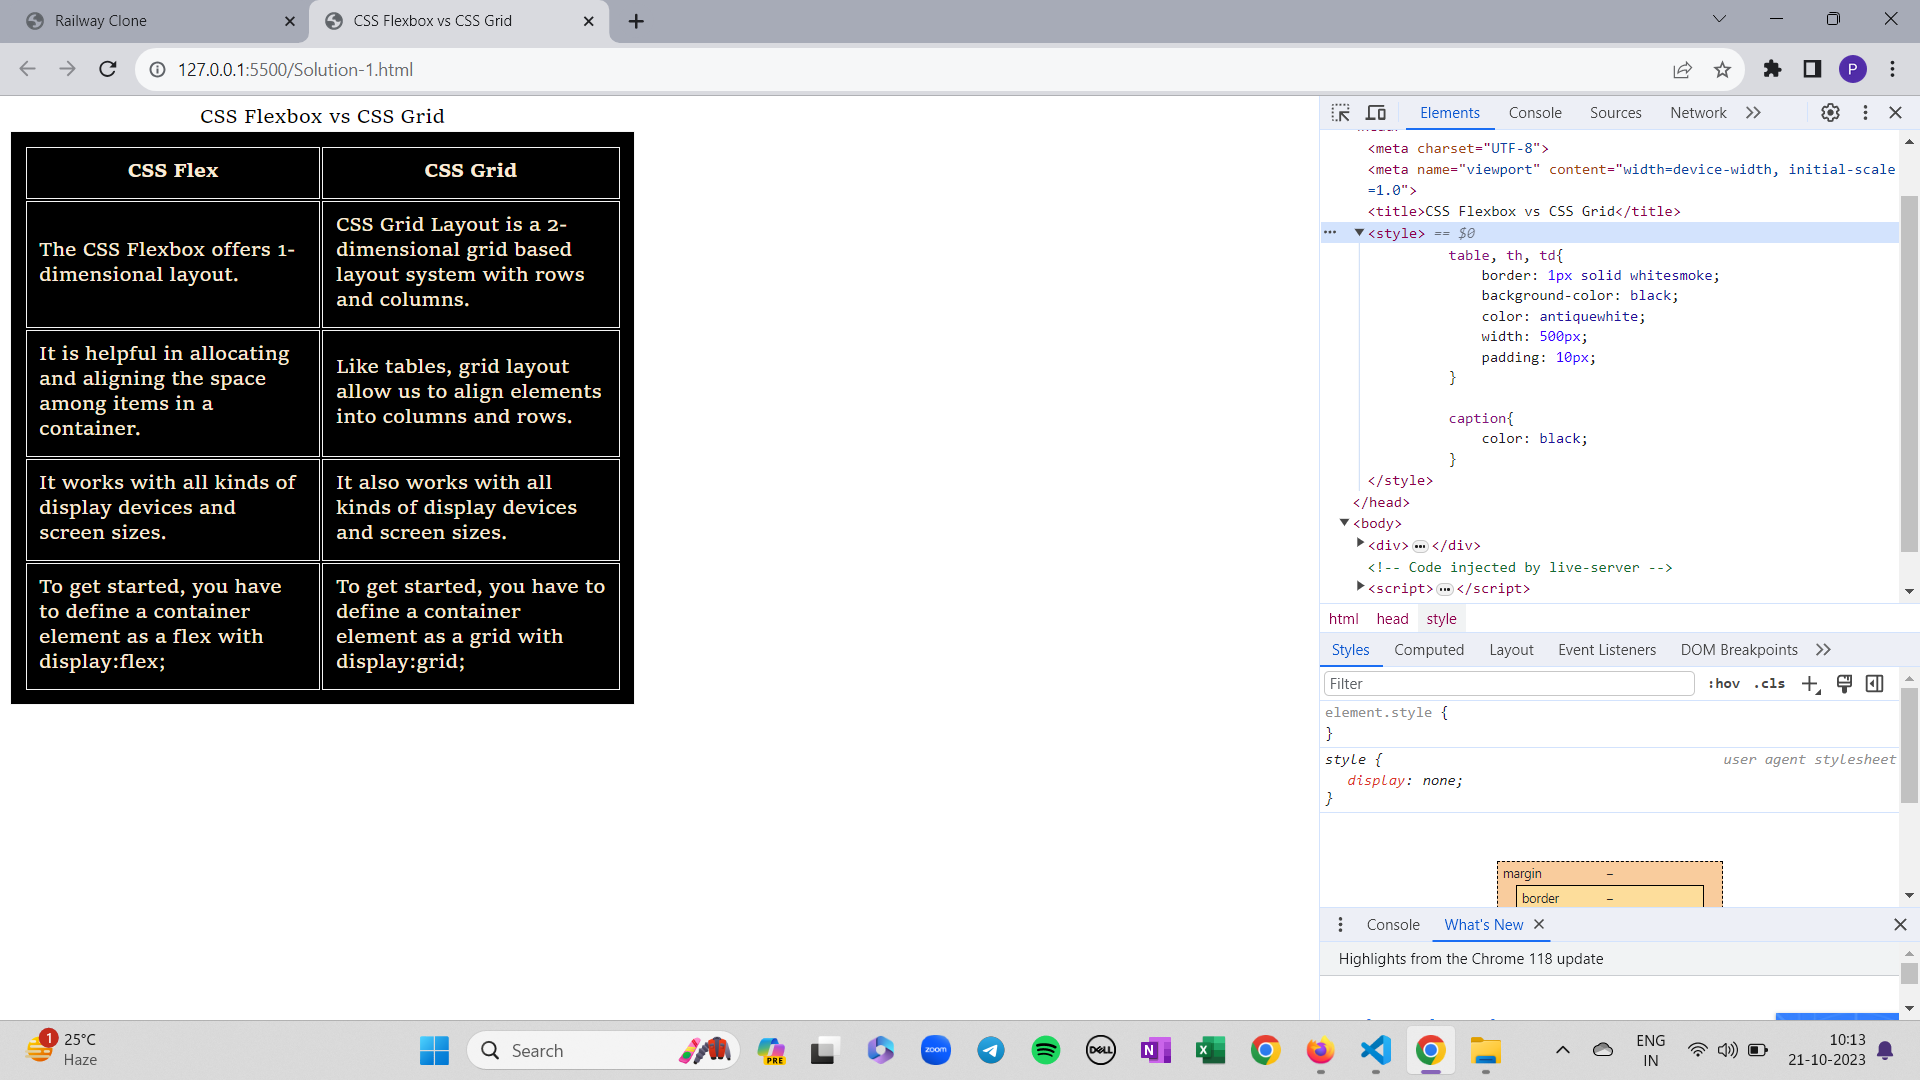 Railway Clone
CSS Flexbox vs CSS Grid
127.0.0.1:5500/Solution-1.html
P
CSS Flexbox vs CSS Grid
CSS Flex
CSS Grid
The CSS Flexbox offers 1-
dimensional layout.
CSS Grid Layout is a 2-
dimensional grid based
layout system with rows
and columns.
It is helpful in allocating
and aligning the space
among items in a
container.
Like tables, grid layout
allow us to align elements
into columns and rows.
It works with all kinds of
display devices and
screen sizes.
It also works with all
kinds of display devices
and screen sizes.
To get started, you have
to define a container
element as a flex with
display:flex;
To get started, you have to
define a container
element as a grid with
display:grid;
Elements Console Sources Network
<meta charset="UTF-8">
<meta name="viewport" content="width=device-width, initial-scale
=1.0">
<title>CSS Flexbox vs CSS Grid</title>
<style> == $0
table, th, td{
border: 1px solid whitesmoke;
background-color: black;
color: antiquewhite;
width: 500px;
padding: 10px;
}
caption{
color: black;
}
</style>
</head>
<body>
<div> ••• </div>
<!-- Code injected by live-server -->
<script> ••• </script>
html head style
Styles Computed Layout Event Listeners DOM Breakpoints
Filter
:hov .cls
element.style {
}
style {
user agent stylesheet
display: none;
}
margin –
border –
Console What's New
Highlights from the Chrome 118 update
1
25°C
Haze
Search
PRE
zoom
DELL
ENG
IN
10:13
21-10-2023